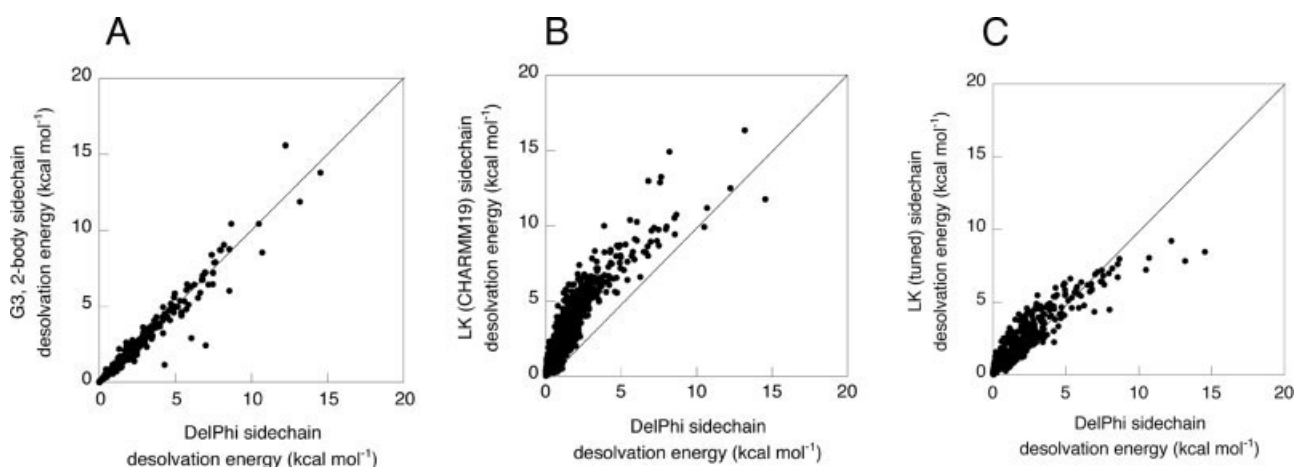 A
G3, 2-body sidechain
desolvation energy (kcal mol⁻¹)
20
15
10
5
0
0
5
10
15
20
DelPhi sidechain
desolvation energy (kcal mol⁻¹)
B
LK (CHARMM19) sidechain
desolvation energy (kcal mol⁻¹)
20
15
10
5
0
0
5
10
15
20
DelPhi sidechain
desolvation energy (kcal mol⁻¹)
C
LK (tuned) sidechain
desolvation energy (kcal mol⁻¹)
20
15
10
5
0
0
5
10
15
20
DelPhi sidechain
desolvation energy (kcal mol⁻¹)